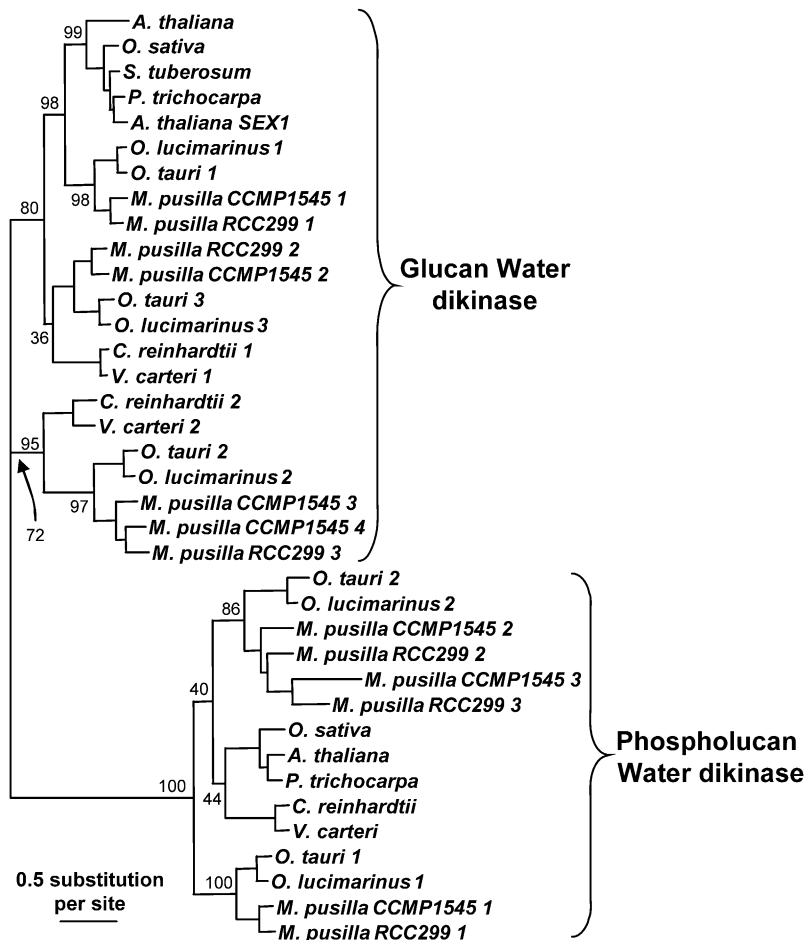 99
A. thaliana
O. sativa
S. tuberosum
P. trichocarpa
A. thaliana SEX1
98
O. lucimarinus 1
O. tauri 1
98
M. pusilla CCMP1545 1
M. pusilla RCC299 1
80
M. pusilla RCC299 2
M. pusilla CCMP1545 2
O. tauri 3
O. lucimarinus 3
36
C. reinhardtii 1
V. carteri 1
C. reinhardtii 2
V. carteri 2
95
O. tauri 2
O. lucimarinus 2
97
M. pusilla CCMP1545 3
M. pusilla CCMP1545 4
M. pusilla RCC299 3
72
Glucan Water
dikinase
O. tauri 2
O. lucimarinus 2
86
M. pusilla CCMP1545 2
M. pusilla RCC299 2
M. pusilla CCMP1545 3
M. pusilla RCC299 3
40
O. sativa
A. thaliana
P. trichocarpa
44
C. reinhardtii
V. carteri
100
O. tauri 1
O. lucimarinus 1
100
M. pusilla CCMP1545 1
M. pusilla RCC299 1
Phospholucan
Water dikinase
0.5 substitution
per site